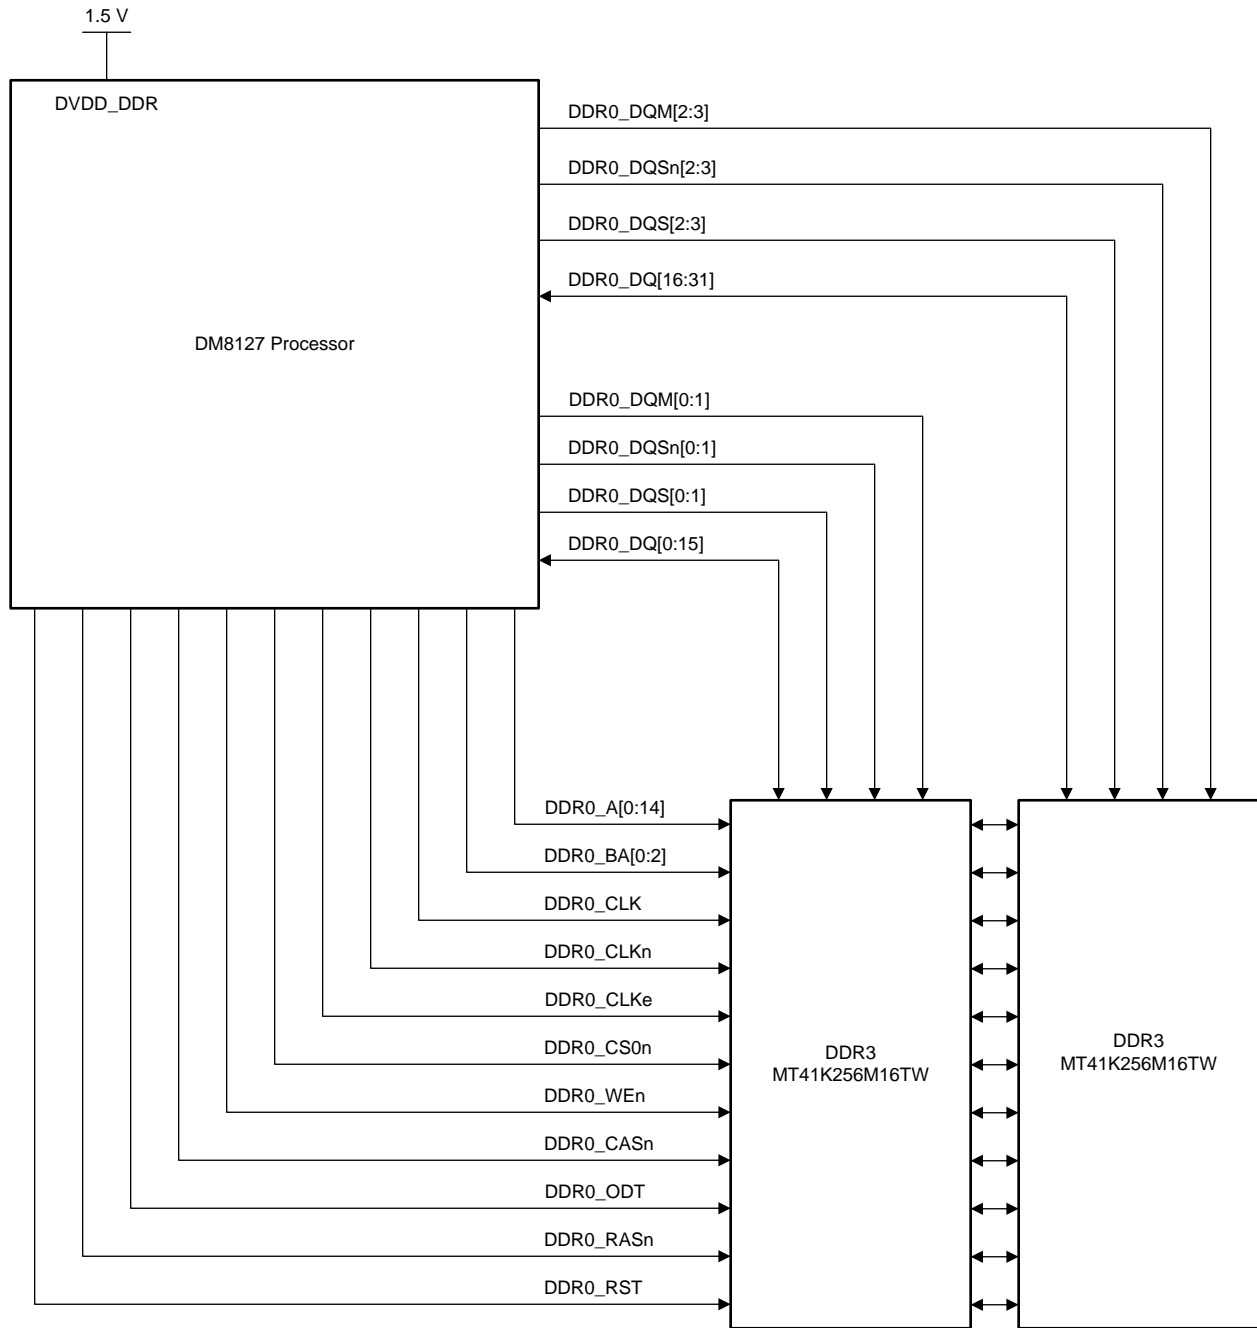 1.5 V
DVDD_DDR
DDR0_DQM[2:3]
DDR0_DQSn[2:3]
DDR0_DQS[2:3]
DDR0_DQ[16:31]
DM8127 Processor
DDR0_DQM[0:1]
DDR0_DQSn[0:1]
DDR0_DQS[0:1]
DDR0_DQ[0:15]
DDR0_A[0:14]
DDR0_BA[0:2]
DDR0_CLK
DDR0_CLKn
DDR0_CLKe
DDR0_CS0n
DDR0_WEn
DDR0_CASn
DDR0_ODT
DDR0_RASn
DDR0_RST
DDR3
MT41K256M16TW
DDR3
MT41K256M16TW